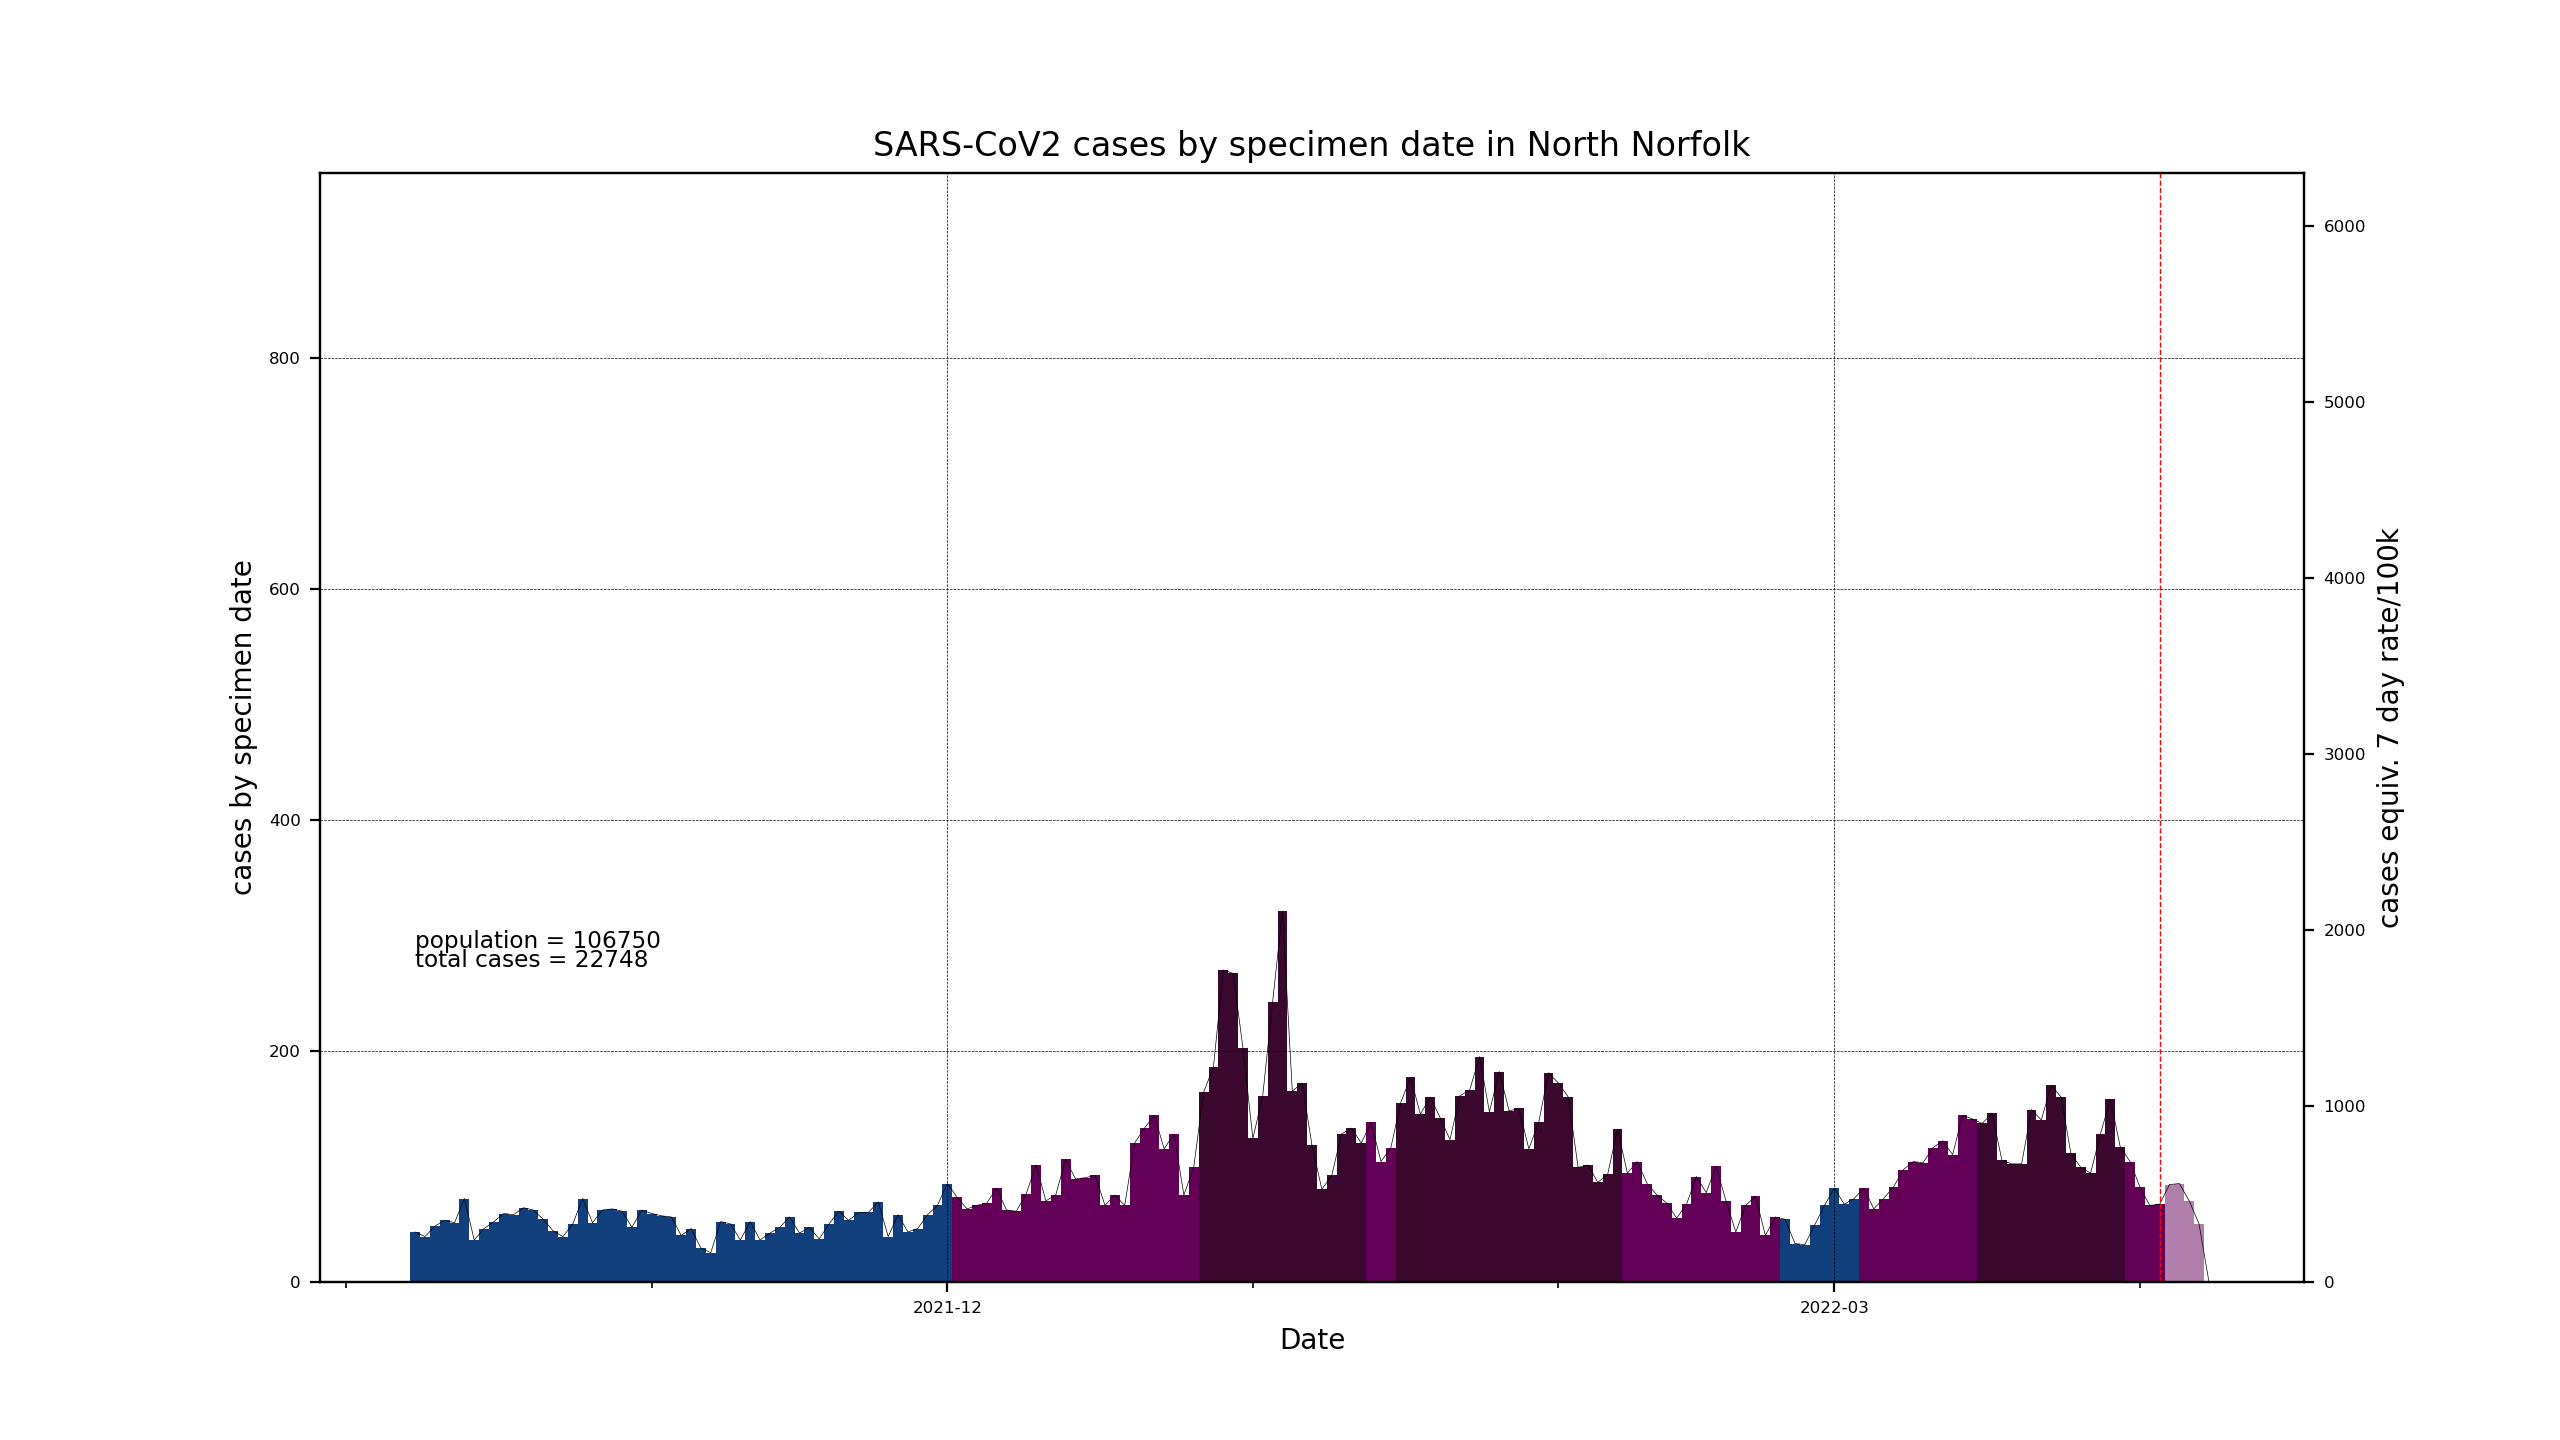 SARS-CoV2 cases by specimen date in North Norfolk
cases by specimen date
800
600
400
200
0
population = 106750
total cases = 22748
6000
5000
4000
3000
2000
1000
0
cases equiv. 7 day rate/100k
2021-12
2022-03
Date